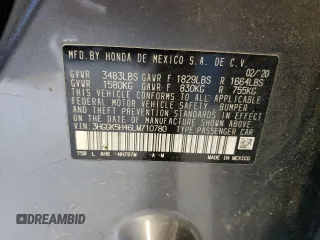 MFD. BY HONDA DE MEXICO S.A. DE C.V.
02/'20
GVWR 3483LBS GAWR F 1829LBS R 1664LBS
GVWR 1580KG GAWR F 830KG R 755KG
THIS VEHICLE CONFORMS TO ALL APPLICABLE
FEDERAL MOTOR VEHICLE SAFETY, BUMPER,
AND THEFT PREVENTION STANDARDS IN EFFECT
ON THE DATE OF MANUFACTURE SHOWN ABOVE.
VIN: 3HGGK5H46LM710780 TYPE: PASSENGER CAR
NH797M -A -M
MADE IN MEXICO
AUTOBIDCAR